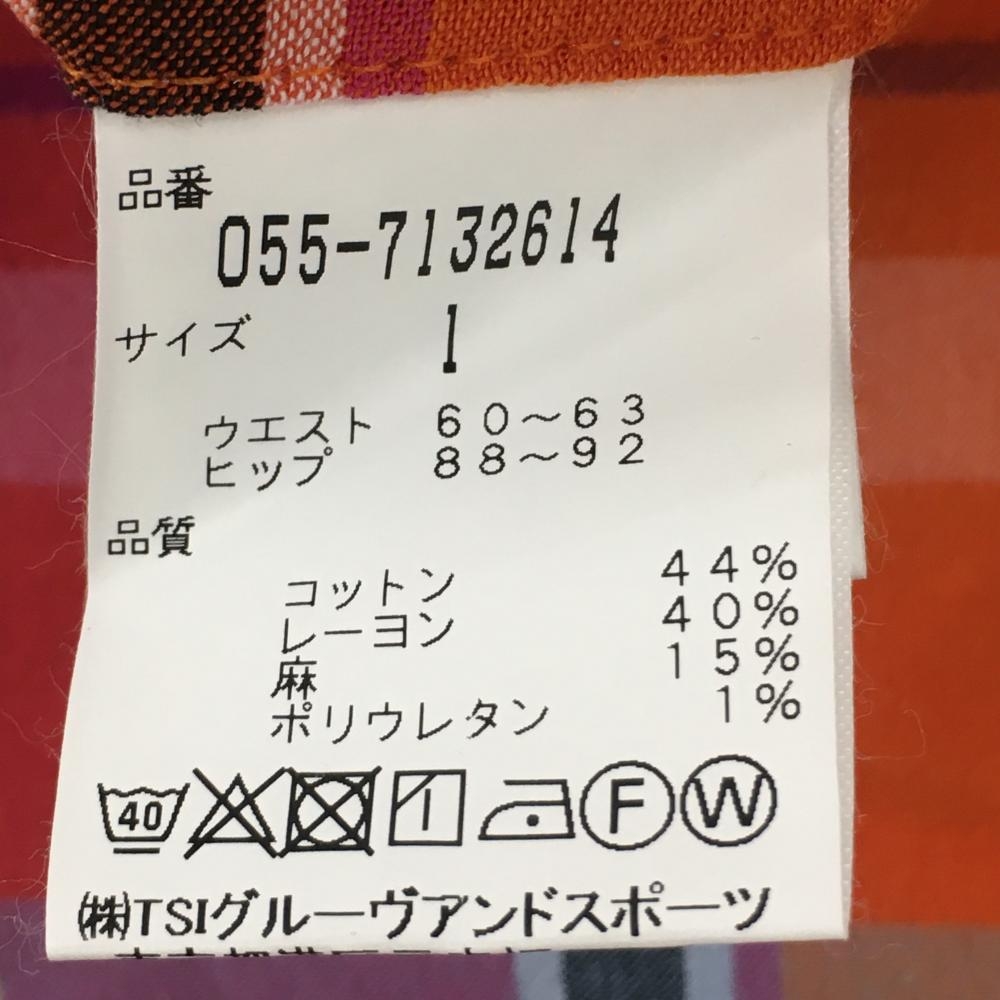 品番
055-7132614
サイズ 1
ウエスト 60～63
ヒップ 88～92
品質
コットン 44%
レーヨン 40%
麻 15%
ポリウレタン 1%
40 F W
㈱TSIグルーヴアンドスポーツ